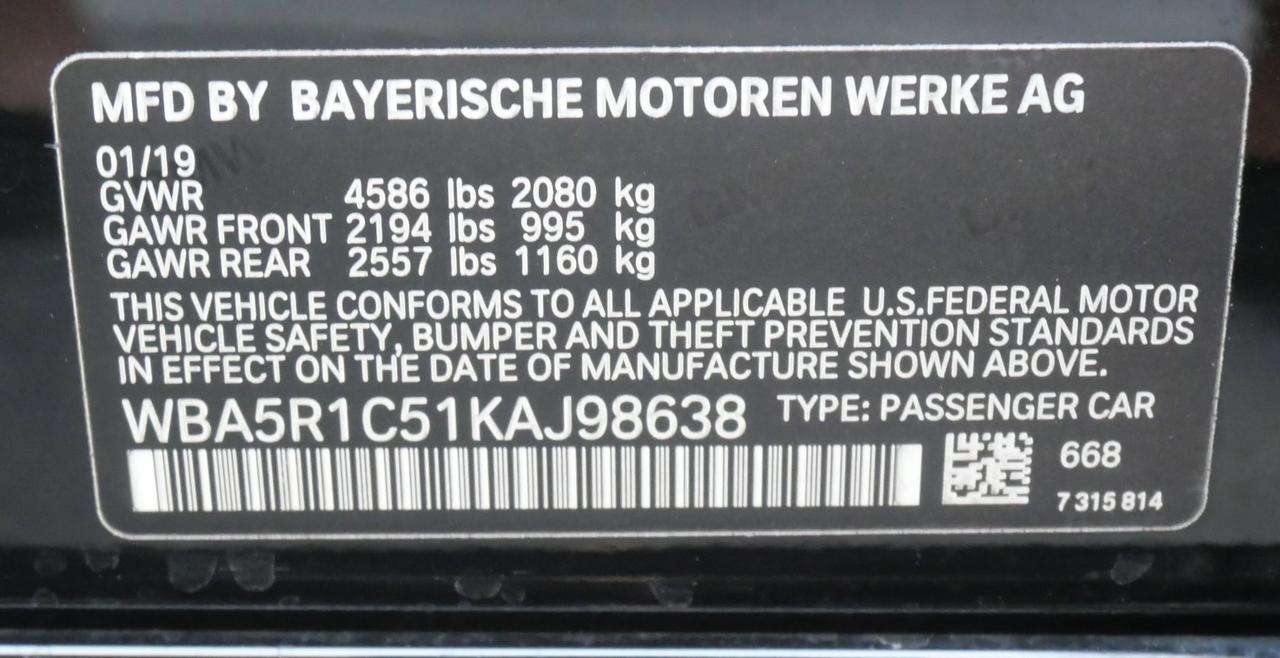 MFD BY BAYERISCHE MOTOREN WERKE AG
01/19
GVWR 4586 lbs 2080 kg
GAWR FRONT 2194 lbs 995 kg
GAWR REAR 2557 lbs 1160 kg
THIS VEHICLE CONFORMS TO ALL APPLICABLE U.S.FEDERAL MOTOR
VEHICLE SAFETY, BUMPER AND THEFT PREVENTION STANDARDS
IN EFFECT ON THE DATE OF MANUFACTURE SHOWN ABOVE.
WBA5R1C51KAJ98638 TYPE: PASSENGER CAR
668
7 315 814